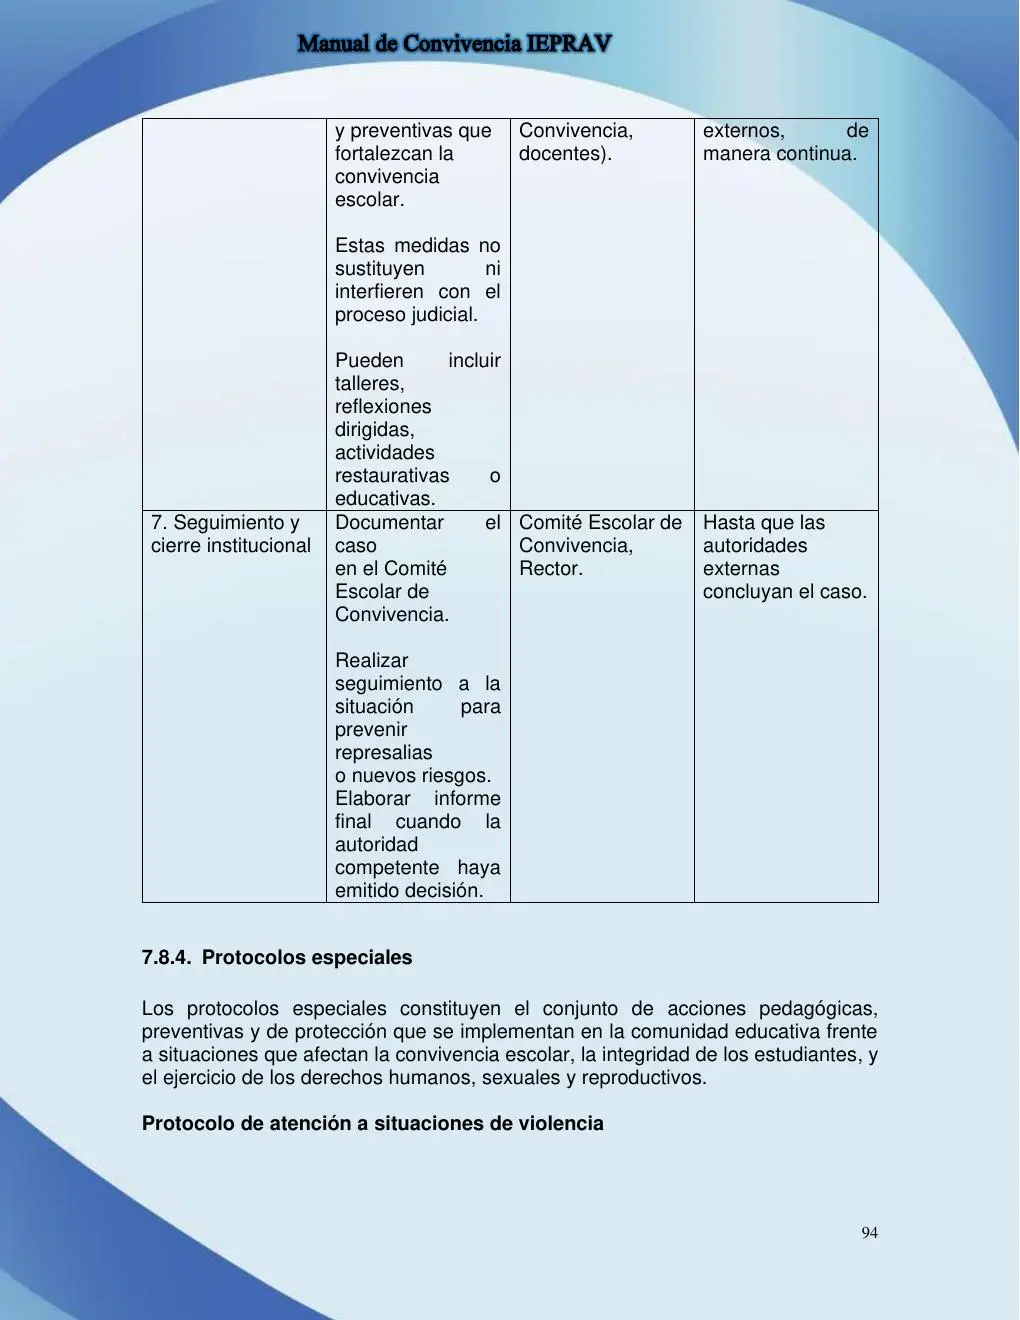 Manual de Convivencia IEPRAV
y preventivas que
fortalezcan la
convivencia
escolar.
Estas medidas no
sustituyen ni
interfieren con el
proceso judicial.
Pueden incluir
talleres,
reflexiones
dirigidas,
actividades
restaurativas o
educativas.
Convivencia,
docentes).
externos, de
manera continua.
7. Seguimiento y
cierre institucional
Documentar el
caso
en el Comité
Escolar de
Convivencia.
Realizar
seguimiento a la
situación para
prevenir
represalias
o nuevos riesgos.
Elaborar informe
final cuando la
autoridad
competente haya
emitido decisión.
Comité Escolar de
Convivencia,
Rector.
Hasta que las
autoridades
externas
concluyan el caso.
7.8.4. Protocolos especiales
Los protocolos especiales constituyen el conjunto de acciones pedagógicas,
preventivas y de protección que se implementan en la comunidad educativa frente
a situaciones que afectan la convivencia escolar, la integridad de los estudiantes, y
el ejercicio de los derechos humanos, sexuales y reproductivos.
Protocolo de atención a situaciones de violencia
94